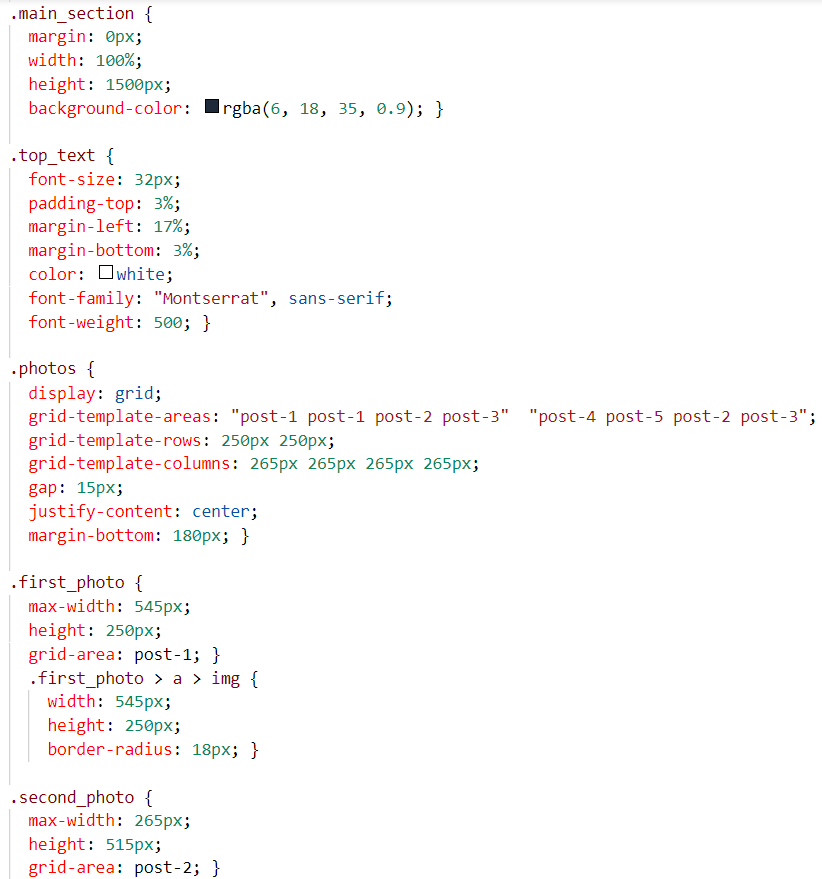 .main_section {
margin: 0px;
width: 100%;
height: 1500px;
background-color: rgba(6, 18, 35, 0.9); }
.top_text {
font-size: 32px;
padding-top: 3%;
margin-left: 17%;
margin-bottom: 3%;
color: white;
font-family: "Montserrat", sans-serif;
font-weight: 500; }
.photos {
display: grid;
grid-template-areas: "post-1 post-1 post-2 post-3"  "post-4 post-5 post-2 post-3";
grid-template-rows: 250px 250px;
grid-template-columns: 265px 265px 265px 265px;
gap: 15px;
justify-content: center;
margin-bottom: 180px; }
.first_photo {
max-width: 545px;
height: 250px;
grid-area: post-1; }
.first_photo > a > img {
width: 545px;
height: 250px;
border-radius: 18px; }
.second_photo {
max-width: 265px;
height: 515px;
grid-area: post-2; }